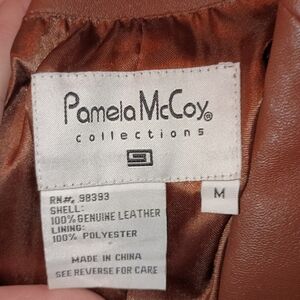 Pamela McCoy®
collections
M
RN#. 98393
SHELL:
100% GENUINE LEATHER
LINING:
100% POLYESTER
MADE IN CHINA
SEE REVERSE FOR CARE